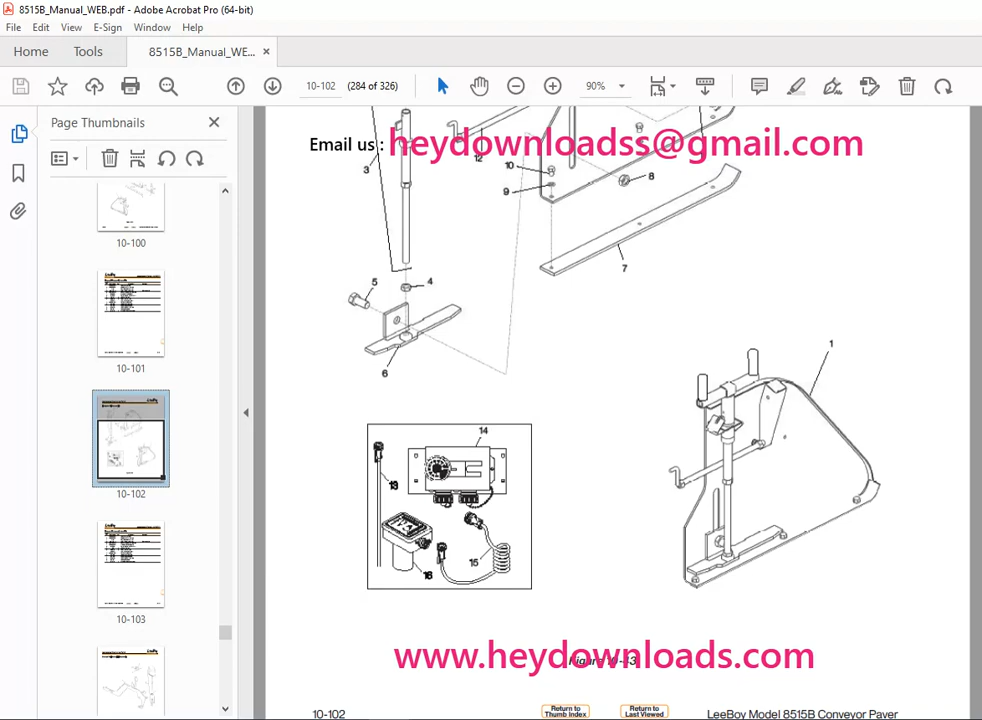 8515B_Manual_WEB.pdf - Adobe Acrobat Pro (64-bit)
File Edit View E-Sign Window Help
Home Tools 8515B_Manual_WE... ×
10-102 (284 of 326) 90%
Page Thumbnails
10-100
10-101
10-102
10-103
Email us : heydownloadss@gmail.com
3
12
10
9
8
7
5
4
6
1
14
13
15
16
www.heydownloads.com
10-102
Return to
Thumb Index
Return to
Last Viewed
LeeBoy Model 8515B Conveyor Paver